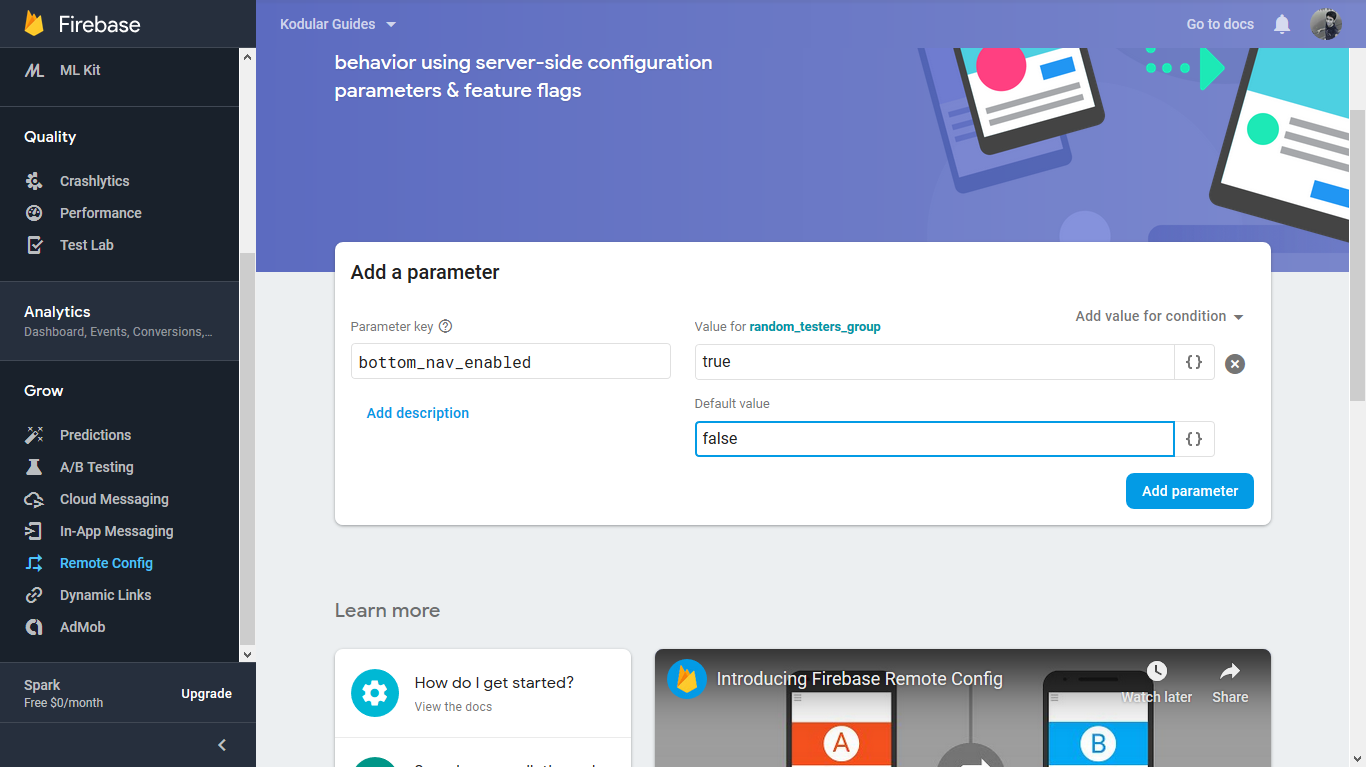 Firebase
Kodular Guides
Go to docs
ML Kit
Quality
Crashlytics
Performance
Test Lab
Analytics
Dashboard, Events, Conversions,...
Grow
Predictions
A/B Testing
Cloud Messaging
In-App Messaging
Remote Config
Dynamic Links
AdMob
Spark
Free $0/month
Upgrade
behavior using server-side configuration
parameters & feature flags
Add a parameter
Parameter key
Value for random_testers_group
Add value for condition
bottom_nav_enabled
true
{}
Add description
Default value
false
{}
Add parameter
Learn more
How do I get started?
View the docs
Introducing Firebase Remote Config
Watch later
Share
A
B